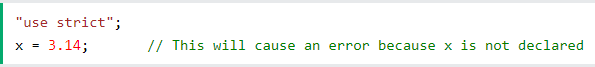 "use strict";
x = 3.14;       // This will cause an error because x is not declared